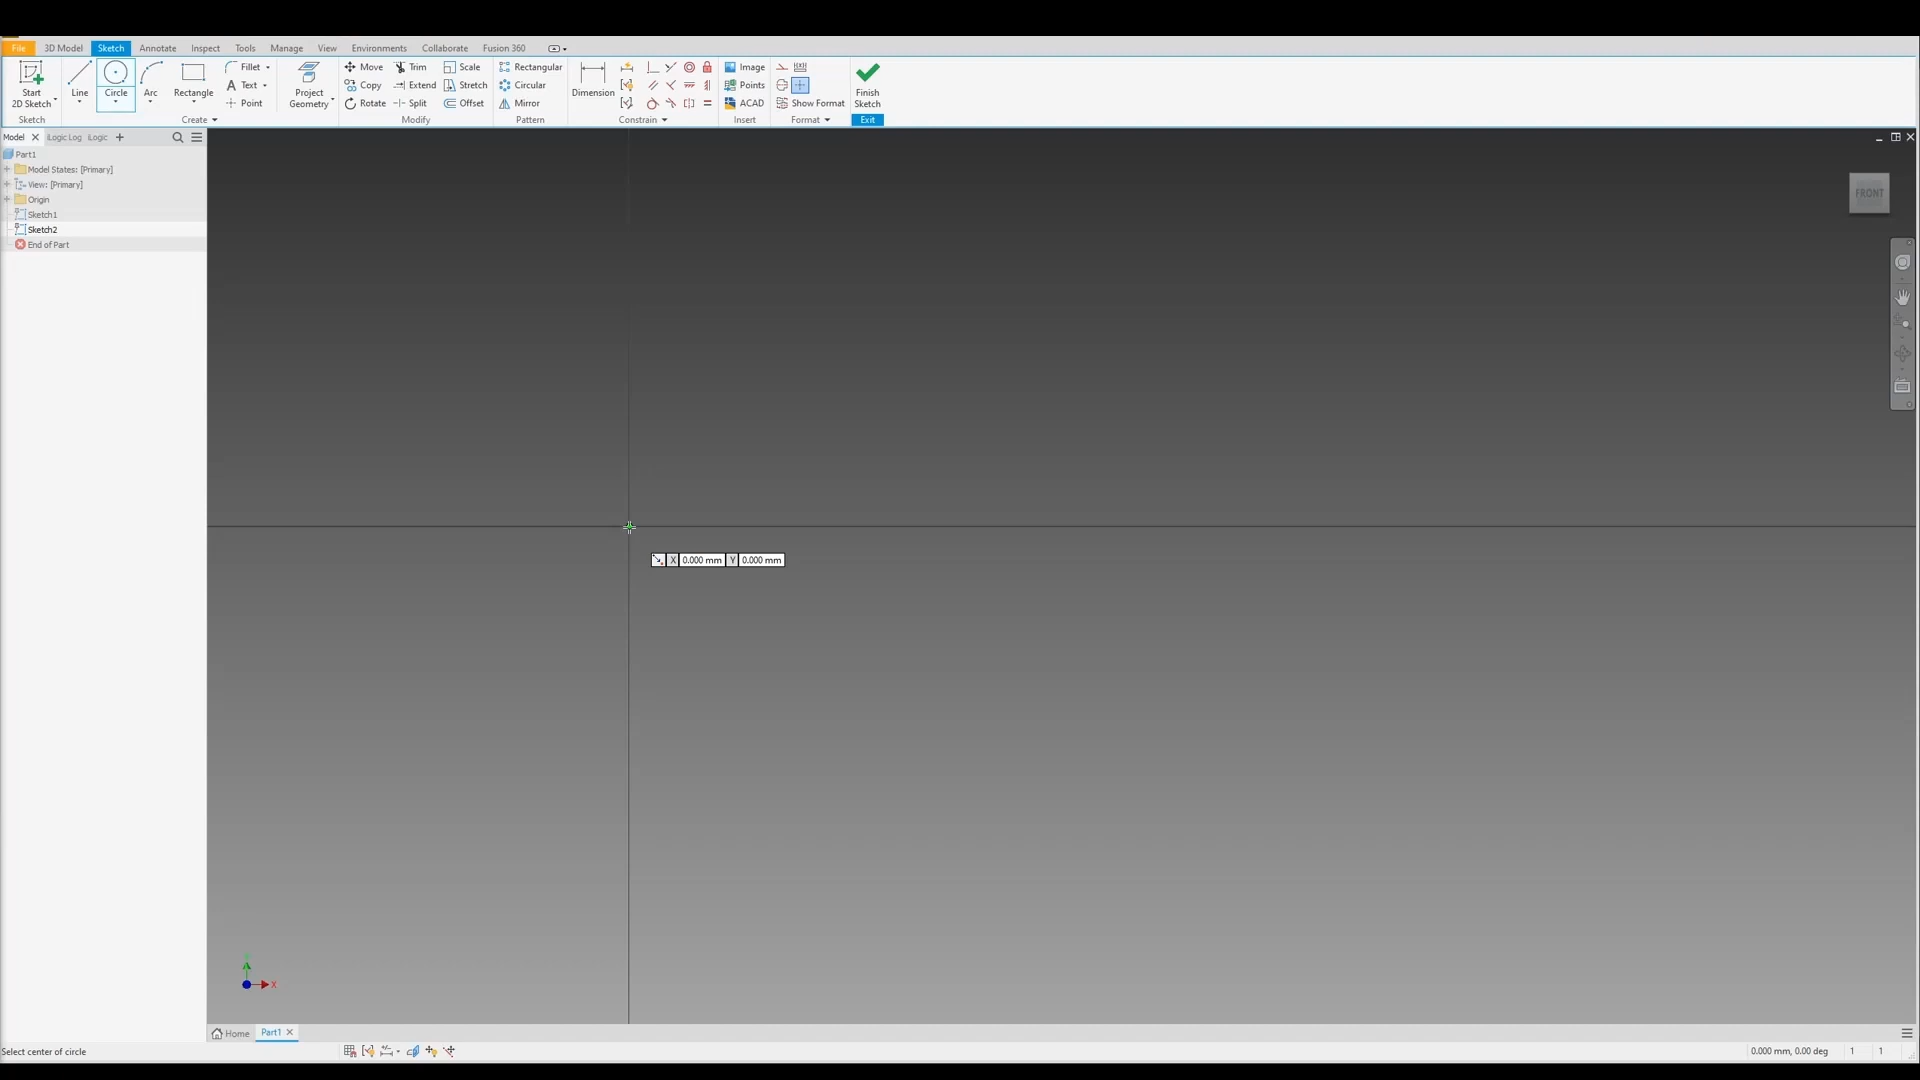 File 3D Model Sketch Annotate Inspect Tools Manage View Environments Collaborate Fusion 360
Start
2D Sketch
Sketch
Line
Circle
Arc
Rectangle
Fillet
Text
Point
Create
Project
Geometry
Move Trim Scale
Copy Extend Stretch
Rotate Split Offset
Modify
Rectangular
Circular
Mirror
Pattern
Dimension
Constrain
Image
Points
ACAD
Insert
Show Format
Format
Finish
Sketch
Exit
Model iLogic Log iLogic
Part1
Model States: [Primary]
View: [Primary]
Origin
Sketch1
Sketch2
End of Part
FRONT
X 0.000 mm Y 0.000 mm
X
Home Part1
Select center of circle
0.000 mm, 0.00 deg 1 1